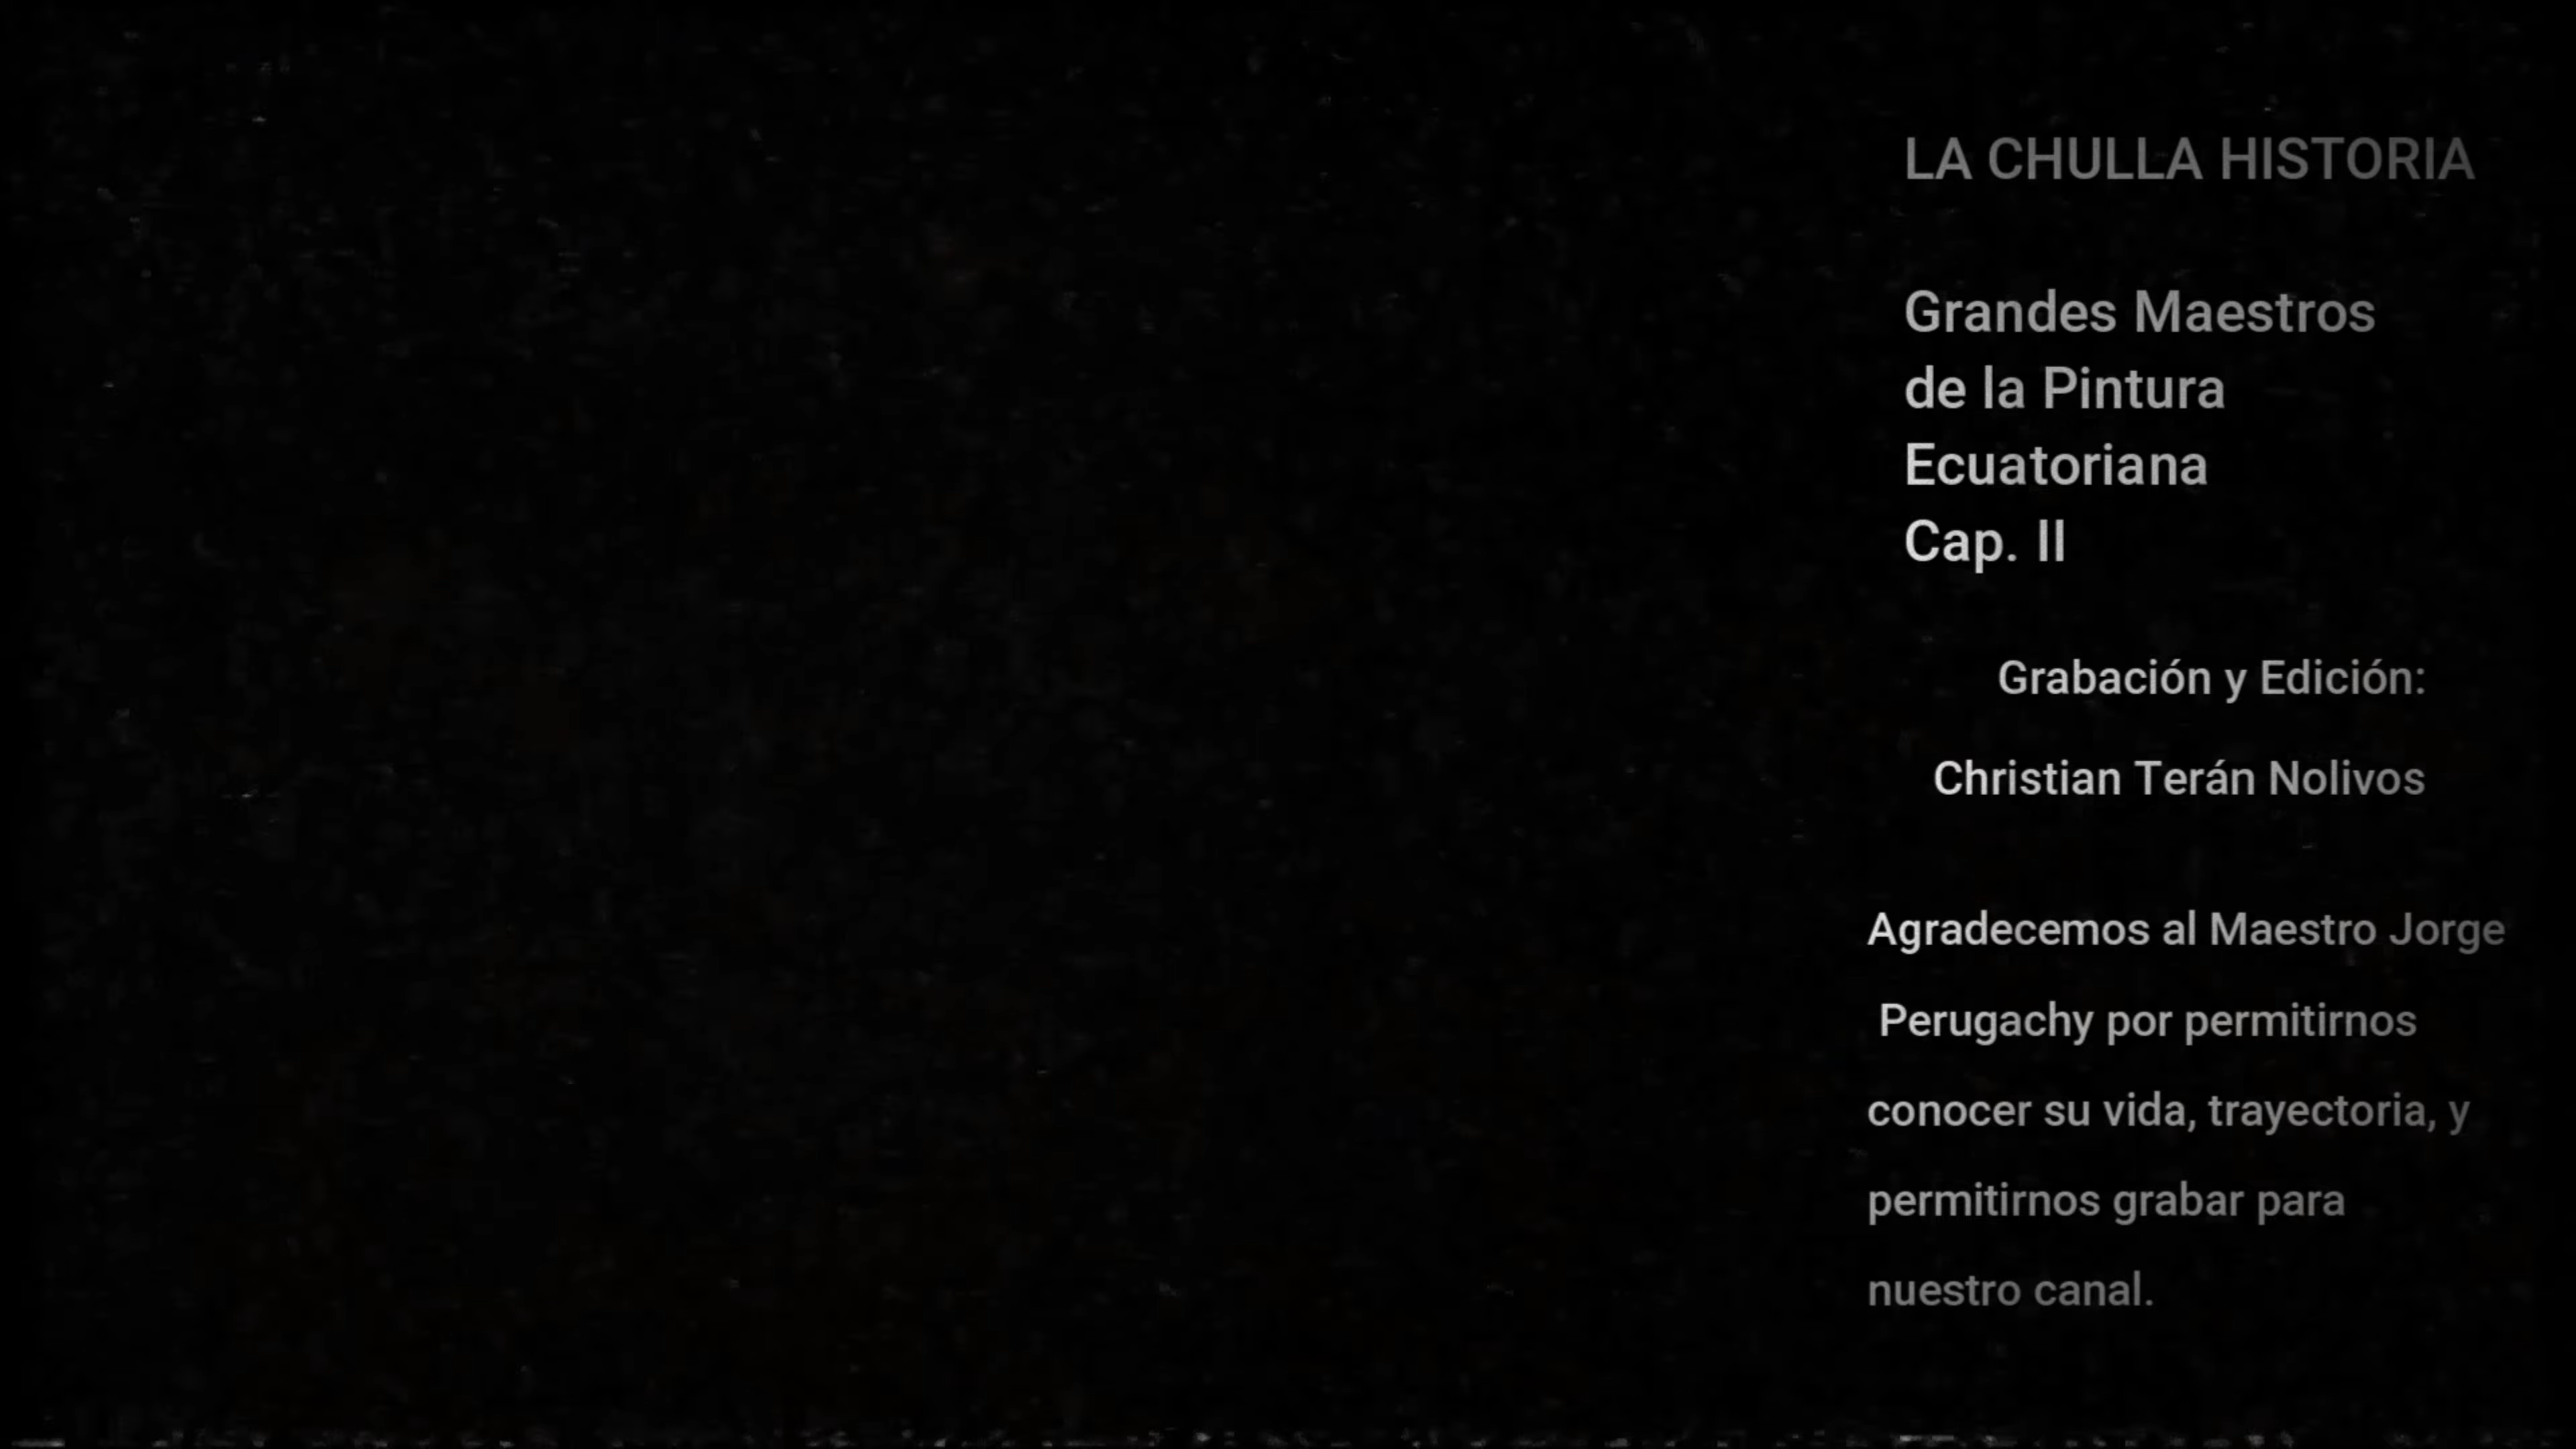 LA CHULLA HISTORIA
Grandes Maestros
de la Pintura
Ecuatoriana
Cap. II
Grabación y Edición:
Christian Terán Nolivos
Agradecemos al Maestro Jorge
Perugachy por permitirnos
conocer su vida, trayectoria, y
permitirnos grabar para
nuestro canal.